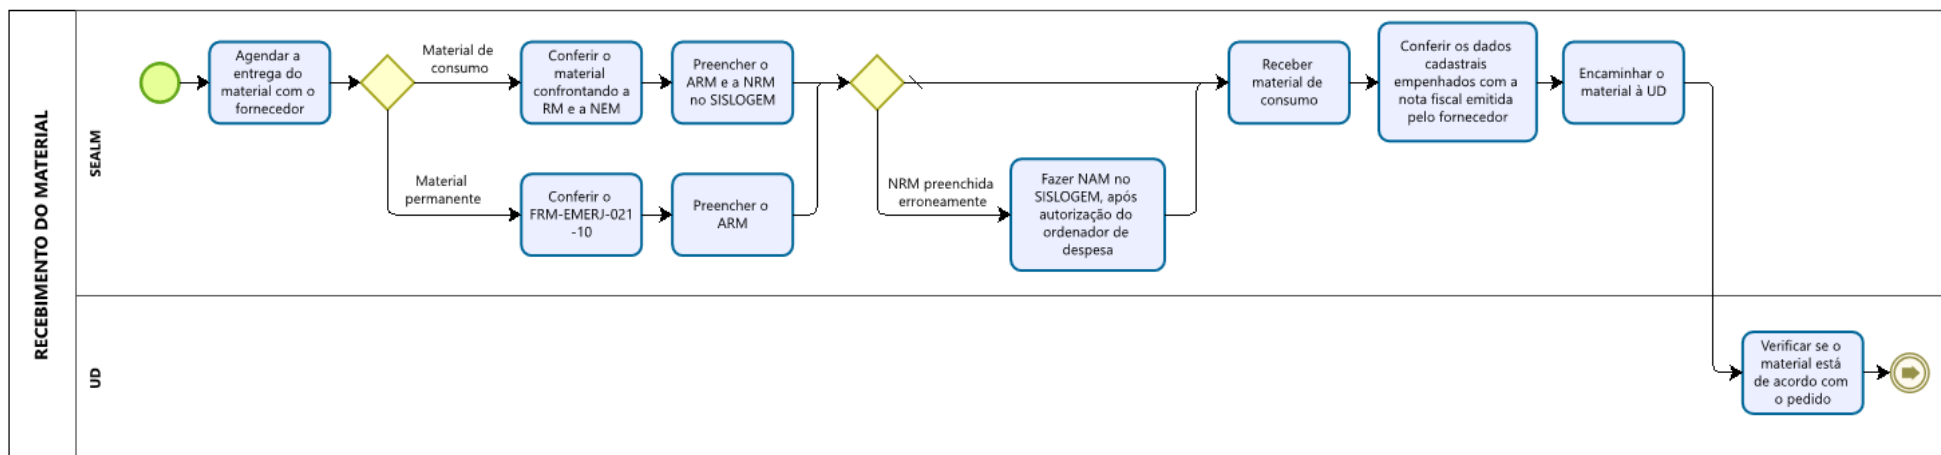 RECEBIMENTO DO MATERIAL
SEALM
Agendar a
entrega do
material com o
fornecedor
Material de
consumo
Conferir o
material
confrontando a
RM e a NEM
Preencher o
ARM e a NRM
no SISLOGEM
Material
permanente
Conferir o
FRM-EMERJ-021
-10
Preencher o
ARM
NRM preenchida
erroneamente
Fazer NAM no
SISLOGEM, após
autorização do
ordenador de
despesa
Receber
material de
consumo
Conferir os dados
cadastrais
empenhados com a
nota fiscal emitida
pelo fornecedor
Encaminhar o
material à UD
UD
Verificar se o
material está
de acordo com
o pedido